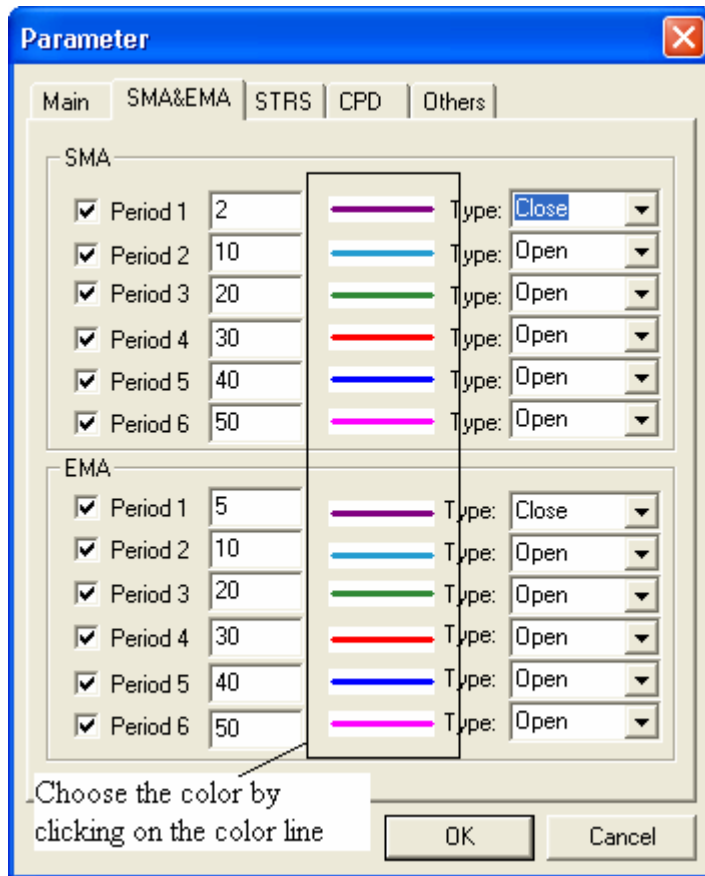 Parameter
Main SMA&EMA STRS CPD Others
SMA
Period 1 2 Type: Close
Period 2 10 Type: Open
Period 3 20 Type: Open
Period 4 30 Type: Open
Period 5 40 Type: Open
Period 6 50 Type: Open
EMA
Period 1 5 Type: Close
Period 2 10 Type: Open
Period 3 20 Type: Open
Period 4 30 Type: Open
Period 5 40 Type: Open
Period 6 50 Type: Open
Choose the color by
clicking on the color line
OK Cancel